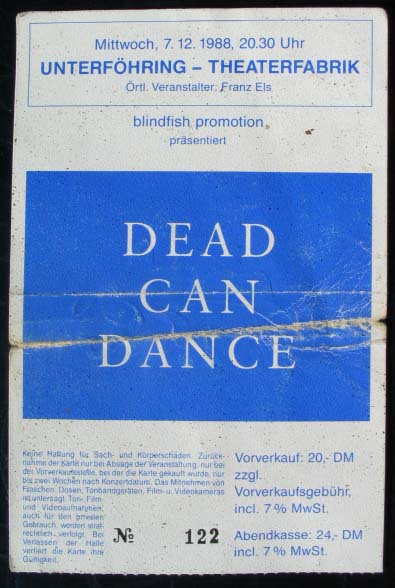 Mittwoch, 7.12. 1988, 20.30 Uhr
UNTERFÖHRING – THEATERFABRIK
Örtl. Veranstalter: Franz Els
blindfish promotion
präsentiert
DEAD
CAN
DANCE
Keine Haftung für Sach- und Körperschäden. Zurück-
nahme der Karte nur bei Absage der Veranstaltung, nur bei
der Vorverkaufsstelle, bei der die Karte gekauft wurde, nur
bis zwei Wochen nach Konzertdatum. Das Mitnehmen von
Flaschen, Dosen, Tonbandgeräten, Film- u. Videokameras
ist untersagt. Ton-, Film-
und Videoaufnahmen,
auch für den privaten
Gebrauch, werden straf-
rechtlich verfolgt. Bei
Verlassen der Halle
verliert die Karte ihre
Gültigkeit.
№ 122
Vorverkauf: 20,- DM
zzgl.
Vorverkaufsgebühr,
incl. 7 % MwSt.
Abendkasse: 24,- DM
incl. 7 % MwSt.